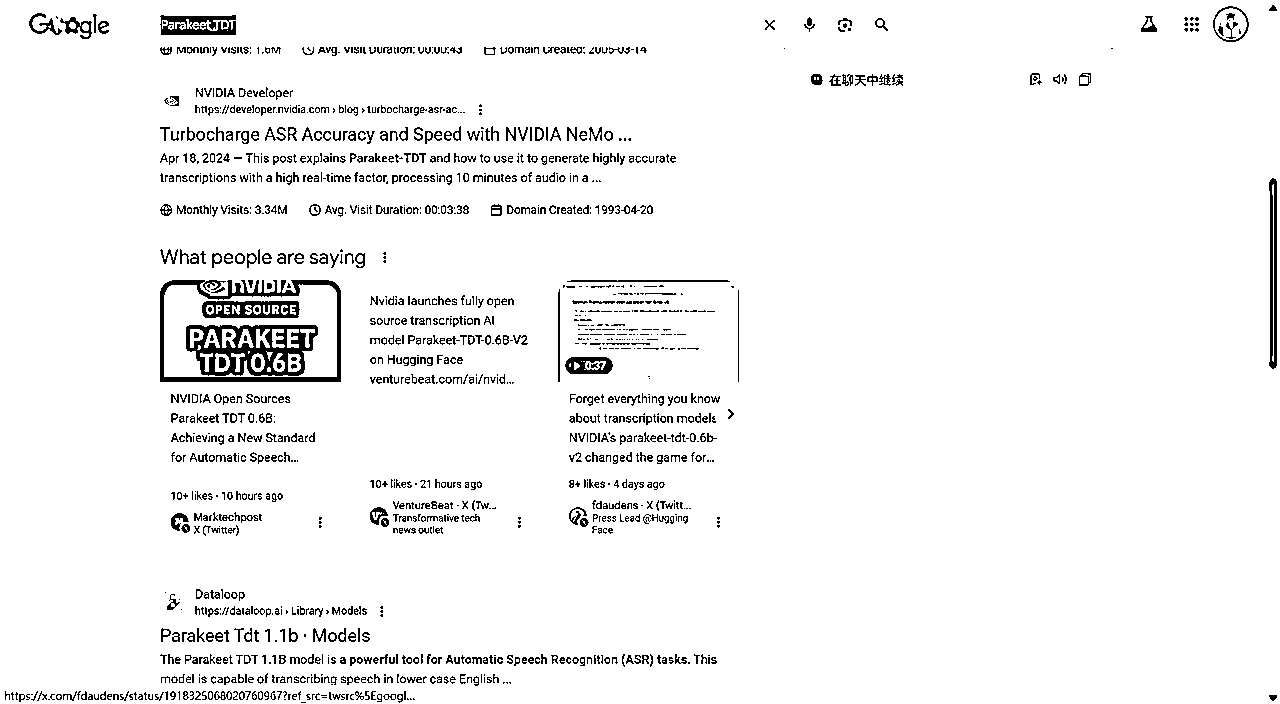 Google
Parakeet TDT
Monthly Visits: 1.6M Avg. Visit Duration: 00:00:43 Domain Created: 2005-03-14
在聊天中继续
NVIDIA Developer
https://developer.nvidia.com › blog › turbocharge-asr-ac...
Turbocharge ASR Accuracy and Speed with NVIDIA NeMo ...
Apr 18, 2024 — This post explains Parakeet-TDT and how to use it to generate highly accurate
transcriptions with a high real-time factor, processing 10 minutes of audio in a ...
Monthly Visits: 3.34M Avg. Visit Duration: 00:03:38 Domain Created: 1993-04-20
What people are saying
NVIDIA
OPEN SOURCE
PARAKEET
TDT 0.6B
NVIDIA Open Sources
Parakeet TDT 0.6B:
Achieving a New Standard
for Automatic Speech...
10+ likes · 10 hours ago
Marktechpost
X (Twitter)
Nvidia launches fully open
source transcription AI
model Parakeet-TDT-0.6B-V2
on Hugging Face
venturebeat.com/ai/nvid...
10+ likes · 21 hours ago
VentureBeat · X (Tw...
Transformative tech
news outlet
0:37
Forget everything you know
about transcription models
NVIDIA's parakeet-tdt-0.6b-
v2 changed the game for...
8+ likes · 4 days ago
fdaudens · X (Twitt...
Press Lead @Hugging
Face
Dataloop
https://dataloop.ai › Library › Models
Parakeet Tdt 1.1b · Models
The Parakeet TDT 1.1B model is a powerful tool for Automatic Speech Recognition (ASR) tasks. This
model is capable of transcribing speech in lower case English ...
https://x.com/fdaudens/status/1918325068020760967?ref_src=twsrc%5Egoogl...